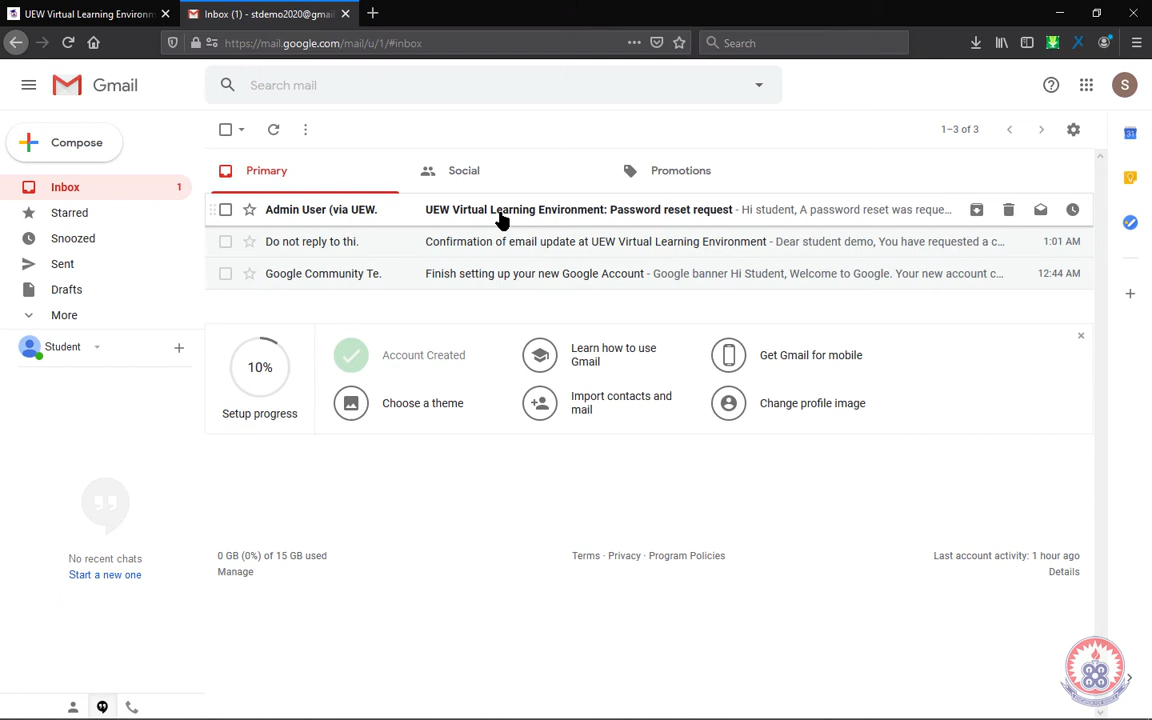 UEW Virtual Learning Environm
Inbox (1) - stdemo2020@gmai
https://mail.google.com/mail/u/1/#inbox
Search
Gmail
Search mail
S
Compose
1–3 of 3
31
Primary
Social
Promotions
Inbox 1
Starred
Snoozed
Sent
Drafts
More
Student
Admin User (via UEW. UEW Virtual Learning Environment: Password reset request - Hi student, A password reset was reque...
Do not reply to thi. Confirmation of email update at UEW Virtual Learning Environment - Dear student demo, You have requested a c... 1:01 AM
Google Community Te. Finish setting up your new Google Account - Google banner Hi Student, Welcome to Google. Your new account c... 12:44 AM
10%
Setup progress
Account Created
Learn how to use
Gmail
Get Gmail for mobile
Choose a theme
Import contacts and
mail
Change profile image
No recent chats
Start a new one
0 GB (0%) of 15 GB used
Manage
Terms · Privacy · Program Policies
Last account activity: 1 hour ago
Details